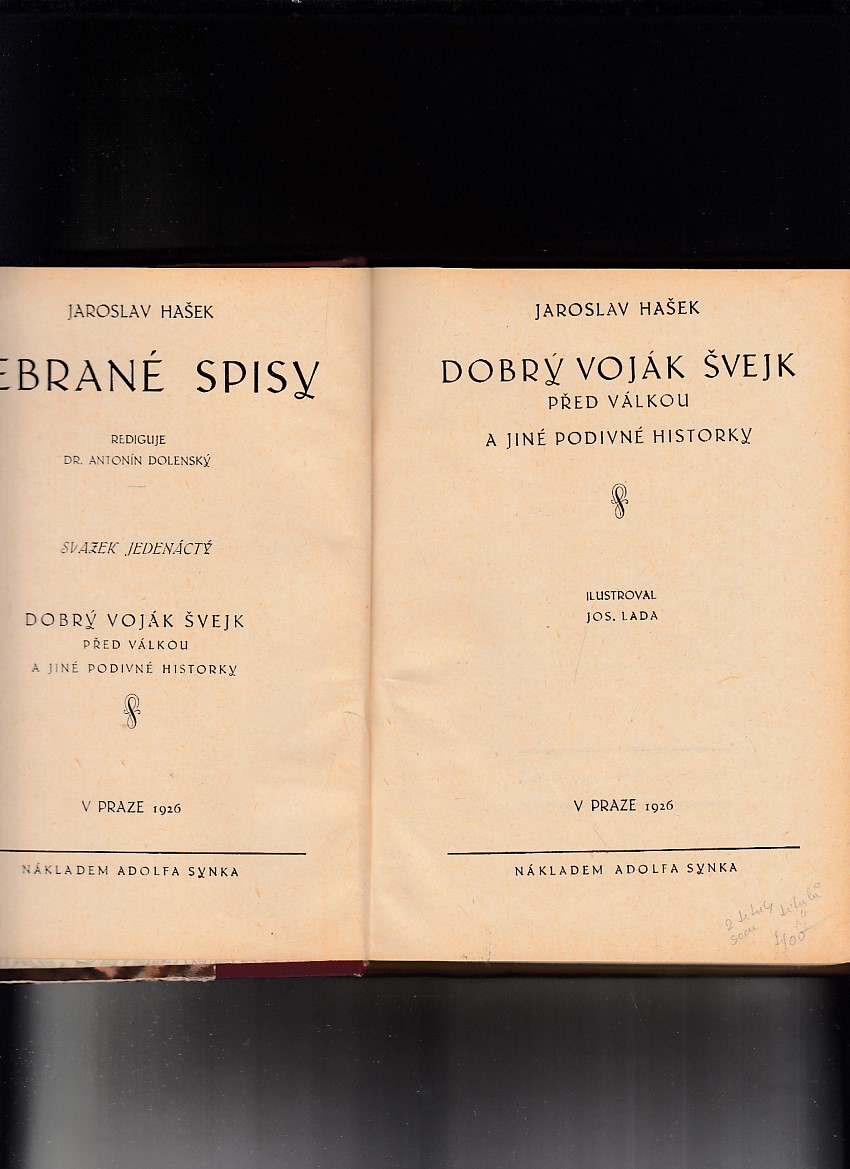 JAROSLAV HAŠEK
EBRANÉ SPISY
REDIGUJE
DR. ANTONÍN DOLENSKÝ
SVAZEK JEDENÁCTÝ
DOBRÝ VOJÁK ŠVEJK
PŘED VÁLKOU
A JINÉ PODIVNÉ HISTORKY
V PRAZE 1926
NÁKLADEM ADOLFA SYNKA
JAROSLAV HAŠEK
DOBRÝ VOJÁK ŠVEJK
PŘED VÁLKOU
A JINÉ PODIVNÉ HISTORKY
ILUSTROVAL
JOS. LADA
V PRAZE 1926
NÁKLADEM ADOLFA SYNKA